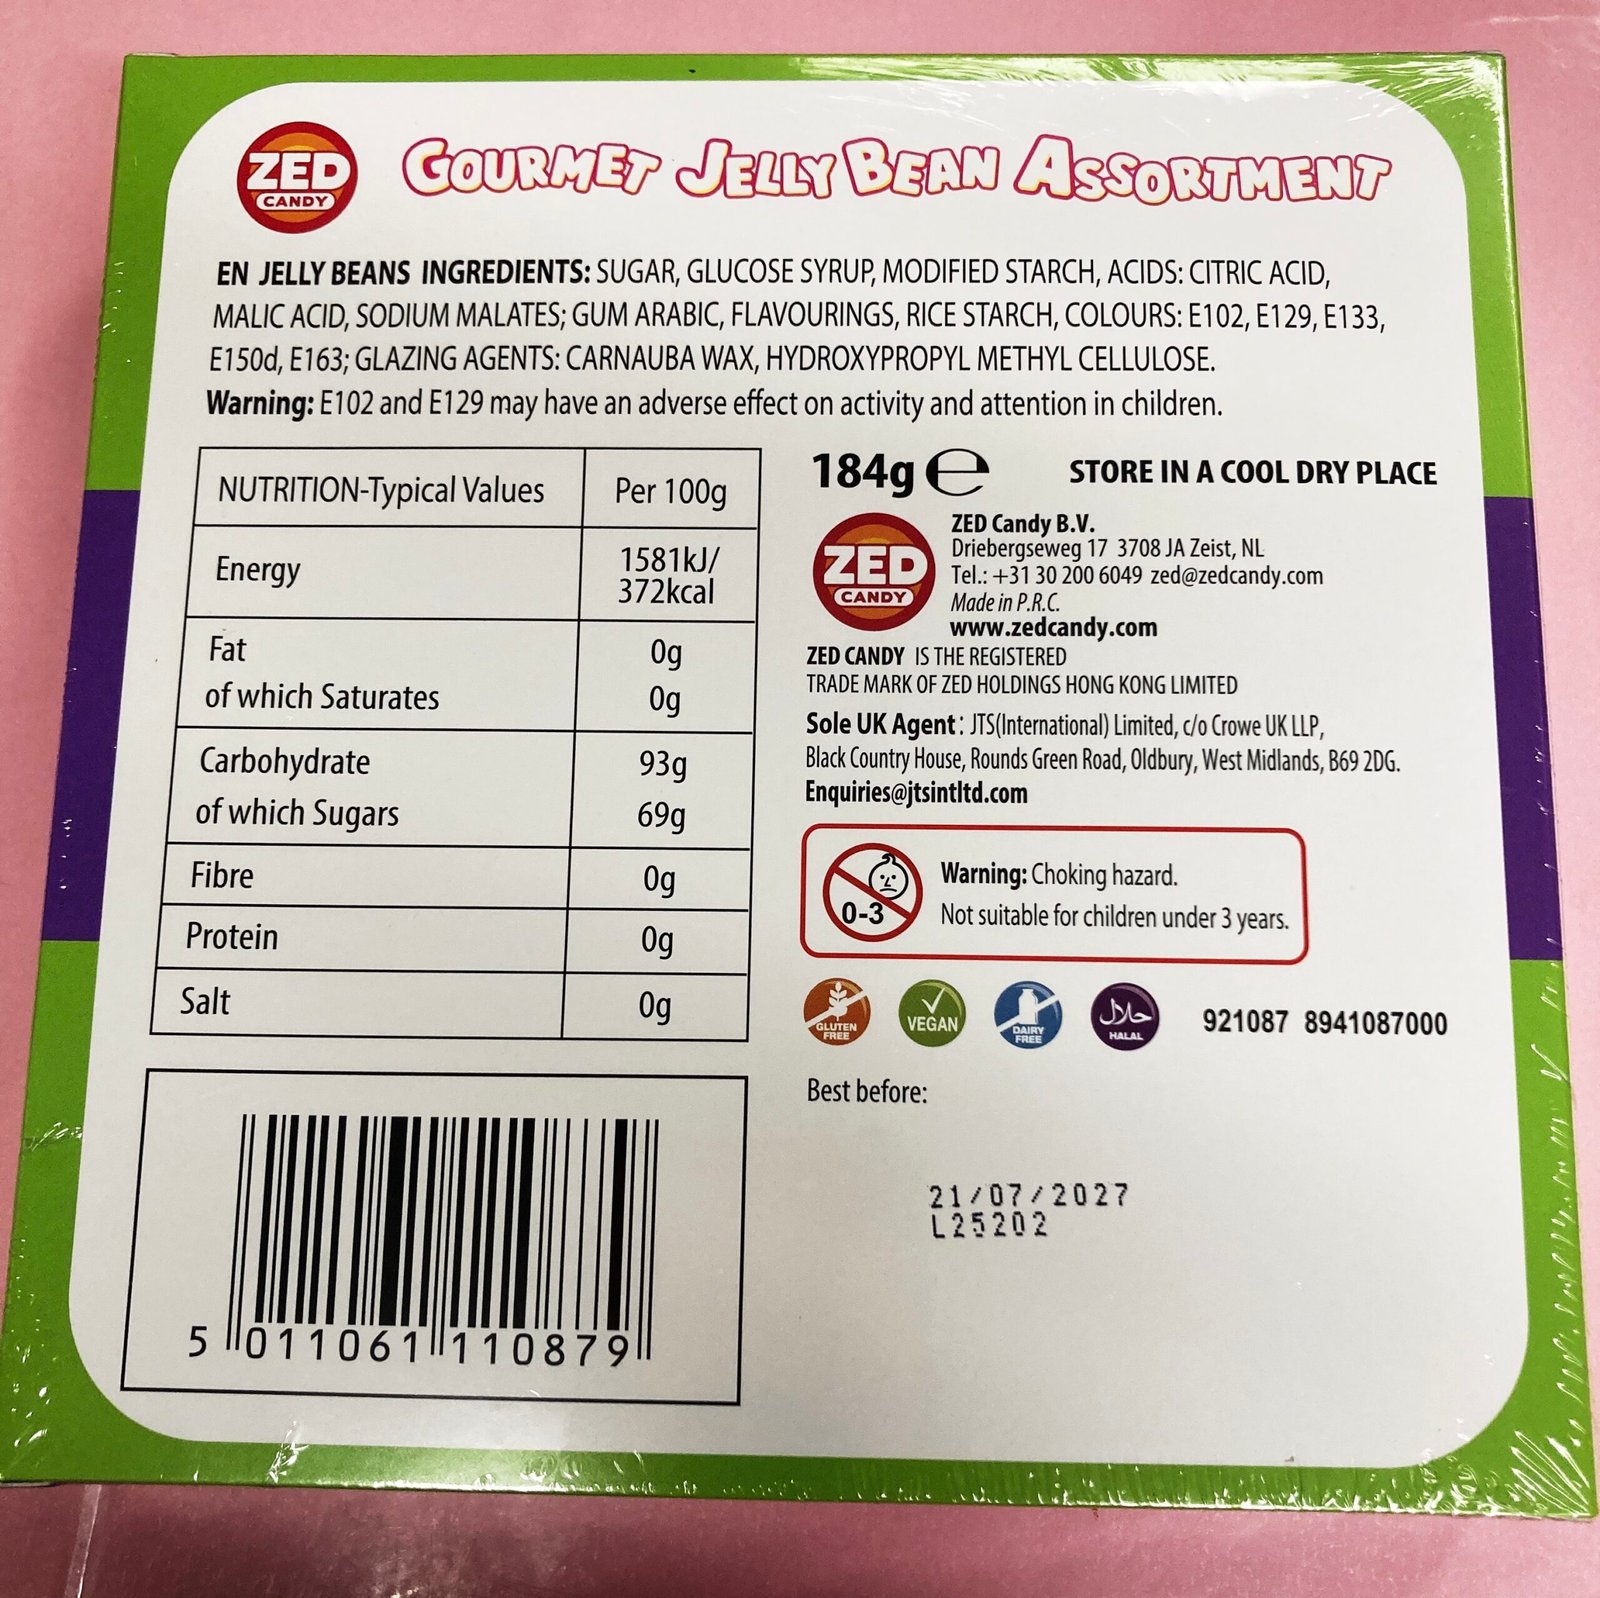 ZED
CANDY
GOURMET JELLY BEAN ASSORTMENT
EN JELLY BEANS INGREDIENTS: SUGAR, GLUCOSE SYRUP, MODIFIED STARCH, ACIDS: CITRIC ACID,
MALIC ACID, SODIUM MALATES; GUM ARABIC, FLAVOURINGS, RICE STARCH, COLOURS: E102, E129, E133,
E150d, E163; GLAZING AGENTS: CARNAUBA WAX, HYDROXYPROPYL METHYL CELLULOSE.
Warning: E102 and E129 may have an adverse effect on activity and attention in children.
NUTRITION-Typical Values Per 100g
Energy 1581kJ/
372kcal
Fat 0g
of which Saturates 0g
Carbohydrate 93g
of which Sugars 69g
Fibre 0g
Protein 0g
Salt 0g
5 011061 110879
184g ℮ STORE IN A COOL DRY PLACE
ZED
CANDY
ZED Candy B.V.
Driebergseweg 17 3708 JA Zeist, NL
Tel.: +31 30 200 6049 zed@zedcandy.com
Made in P.R.C.
www.zedcandy.com
ZED CANDY IS THE REGISTERED
TRADE MARK OF ZED HOLDINGS HONG KONG LIMITED
Sole UK Agent: JTS(International) Limited, c/o Crowe UK LLP,
Black Country House, Rounds Green Road, Oldbury, West Midlands, B69 2DG.
Enquiries@jtsintltd.com
0-3
Warning: Choking hazard.
Not suitable for children under 3 years.
GLUTEN
FREE
VEGAN
DAIRY
FREE
حلال
HALAL
921087 8941087000
Best before:
21/07/2027
L25202